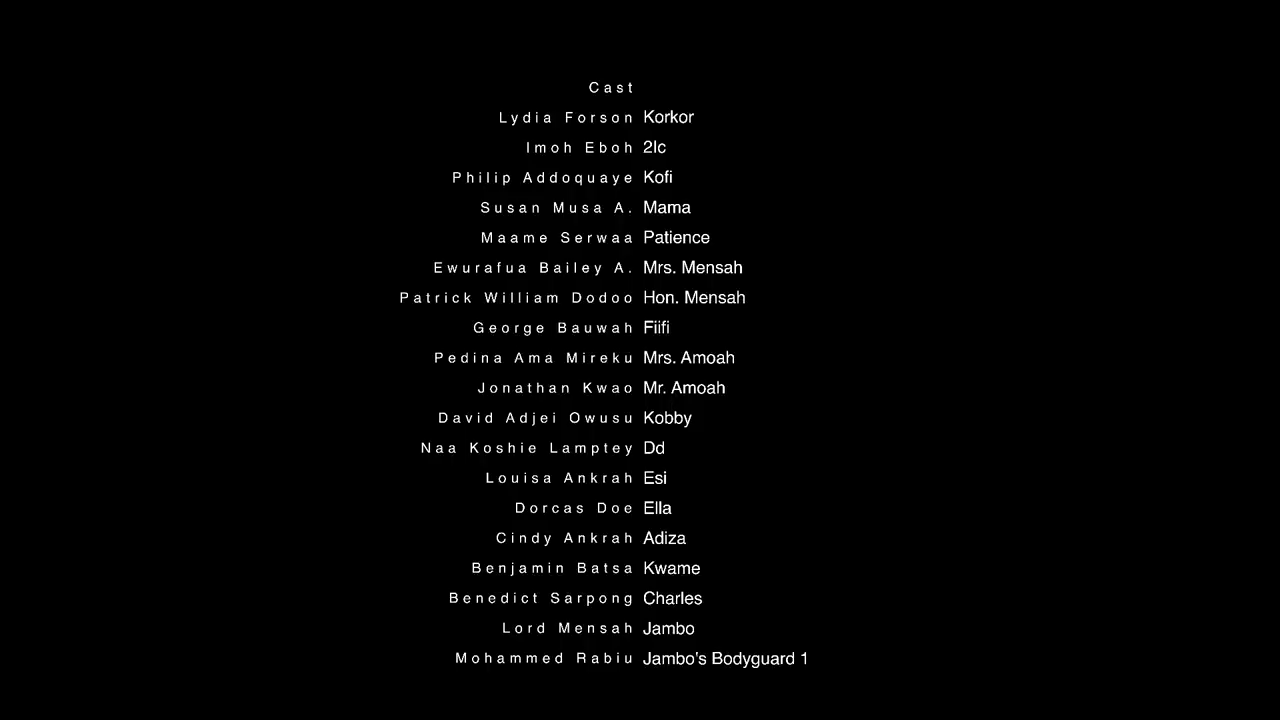 Cast
Lydia Forson Korkor
Imoh Eboh 2Ic
Philip Addoquaye Kofi
Susan Musa A. Mama
Maame Serwaa Patience
Ewurafua Bailey A. Mrs. Mensah
Patrick William Dodoo Hon. Mensah
George Bauwah Fiifi
Pedina Ama Mireku Mrs. Amoah
Jonathan Kwao Mr. Amoah
David Adjei Owusu Kobby
Naa Koshie Lamptey Dd
Louisa Ankrah Esi
Dorcas Doe Ella
Cindy Ankrah Adiza
Benjamin Batsa Kwame
Benedict Sarpong Charles
Lord Mensah Jambo
Mohammed Rabiu Jambo's Bodyguard 1